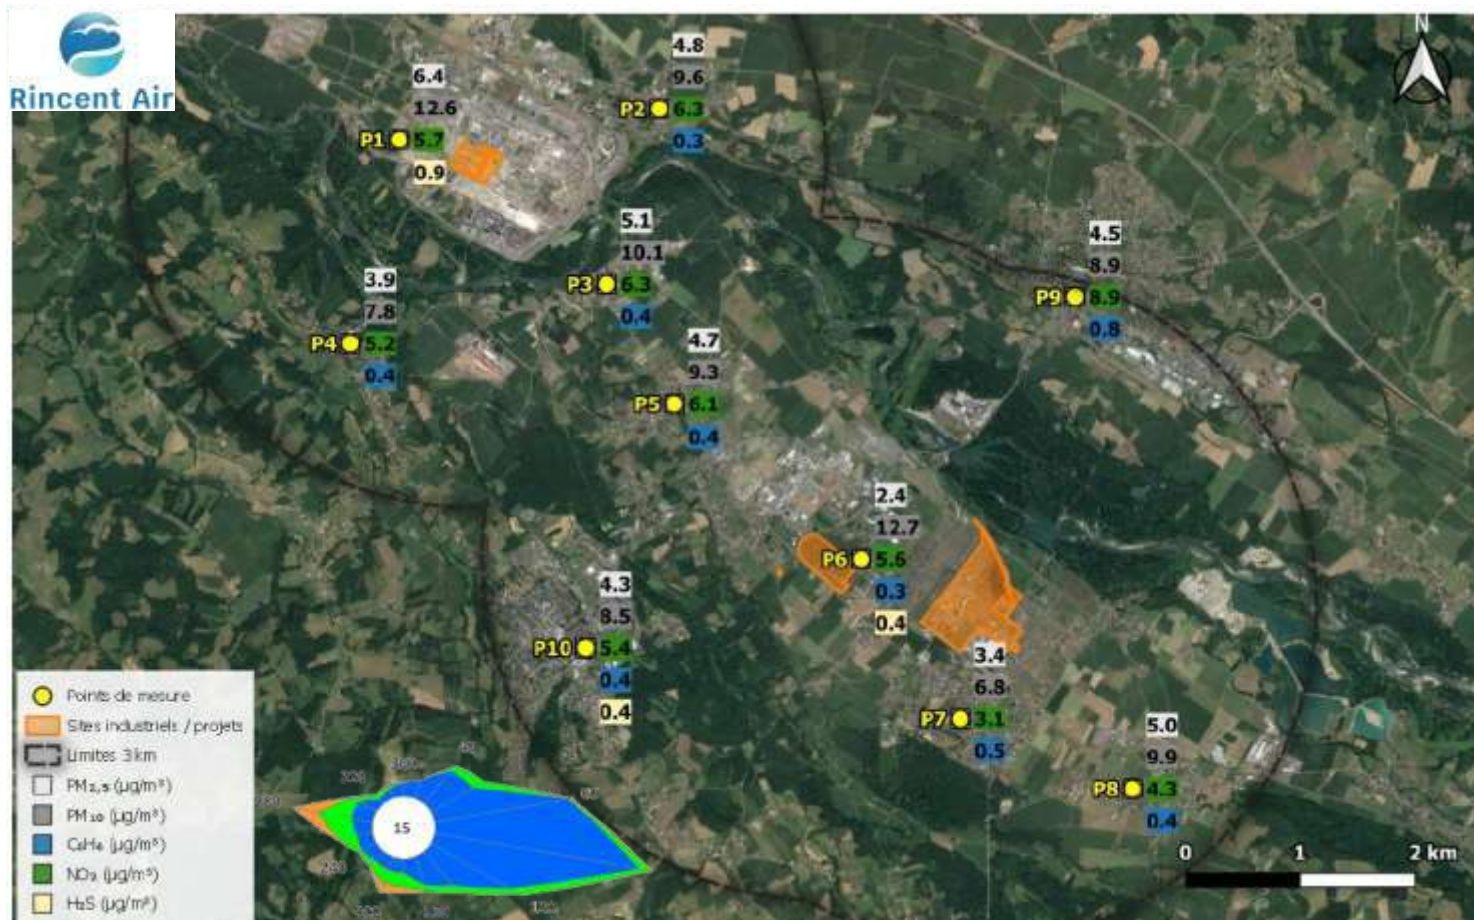 Rincent Air
N
4.8
9.6
P2 6.3
0.3
6.4
12.6
P1 5.7
0.9
5.1
10.1
P3 6.3
0.4
4.5
8.9
P9 8.9
0.8
3.9
7.8
P4 5.2
0.4
4.7
9.3
P5 6.1
0.4
2.4
12.7
P6 5.6
0.3
0.4
4.3
8.5
P10 5.4
0.4
0.4
3.4
6.8
P7 3.1
0.5
5.0
9.9
P8 4.3
0.4
Points de mesure
Sites industriels / projets
Limites 3 km
PM₂,₅ (µg/m³)
PM₁₀ (µg/m³)
C₆H₆ (µg/m³)
NO₂ (µg/m³)
H₂S (µg/m³)
15
0 1 2 km